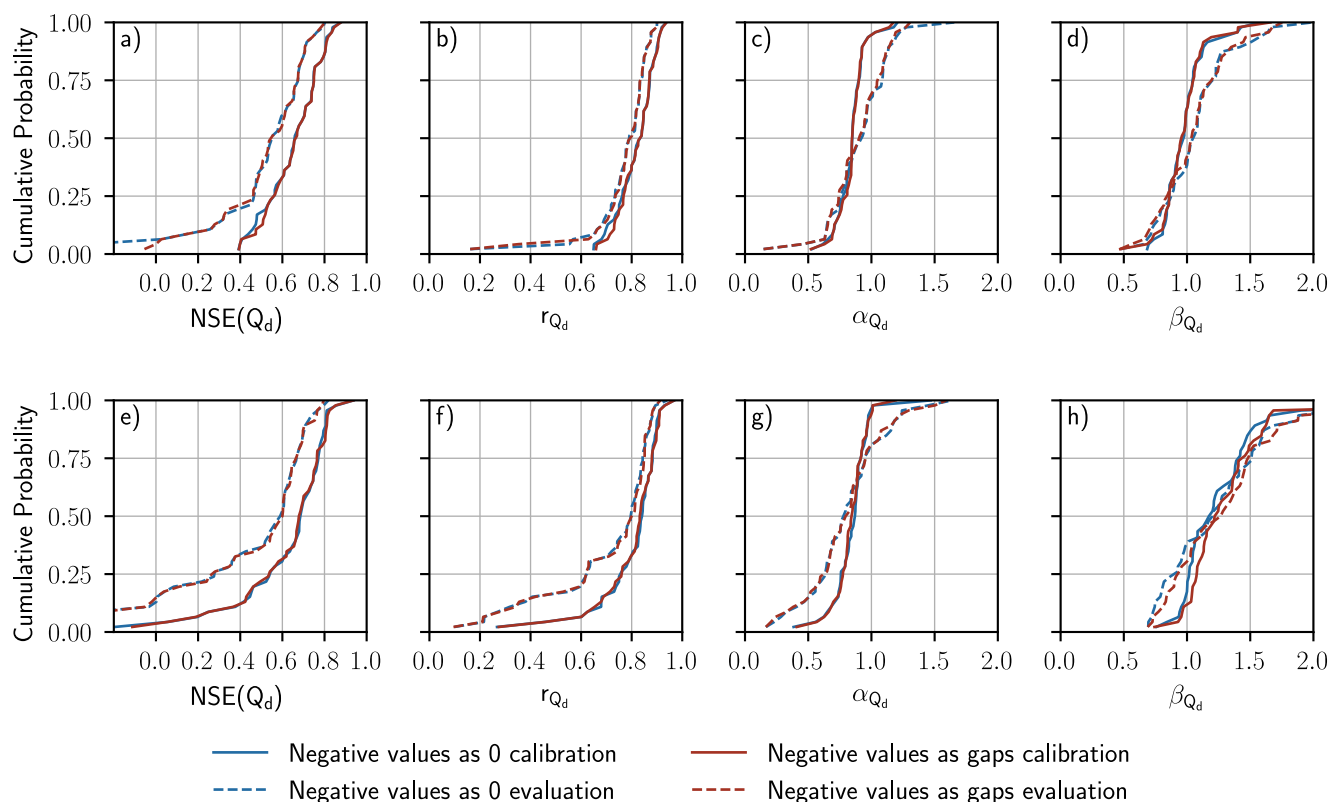 1.00
0.75
0.50
0.25
0.00
Cumulative Probability
a)
b)
c)
d)
0.0 0.2 0.4 0.6 0.8 1.0
0.0 0.2 0.4 0.6 0.8 1.0
0.0 0.5 1.0 1.5 2.0
0.0 0.5 1.0 1.5 2.0
NSE(Qd)
rQd
αQd
βQd
1.00
0.75
0.50
0.25
0.00
Cumulative Probability
e)
f)
g)
h)
0.0 0.2 0.4 0.6 0.8 1.0
0.0 0.2 0.4 0.6 0.8 1.0
0.0 0.5 1.0 1.5 2.0
0.0 0.5 1.0 1.5 2.0
NSE(Qd)
rQd
αQd
βQd
Negative values as 0 calibration
Negative values as 0 evaluation
Negative values as gaps calibration
Negative values as gaps evaluation